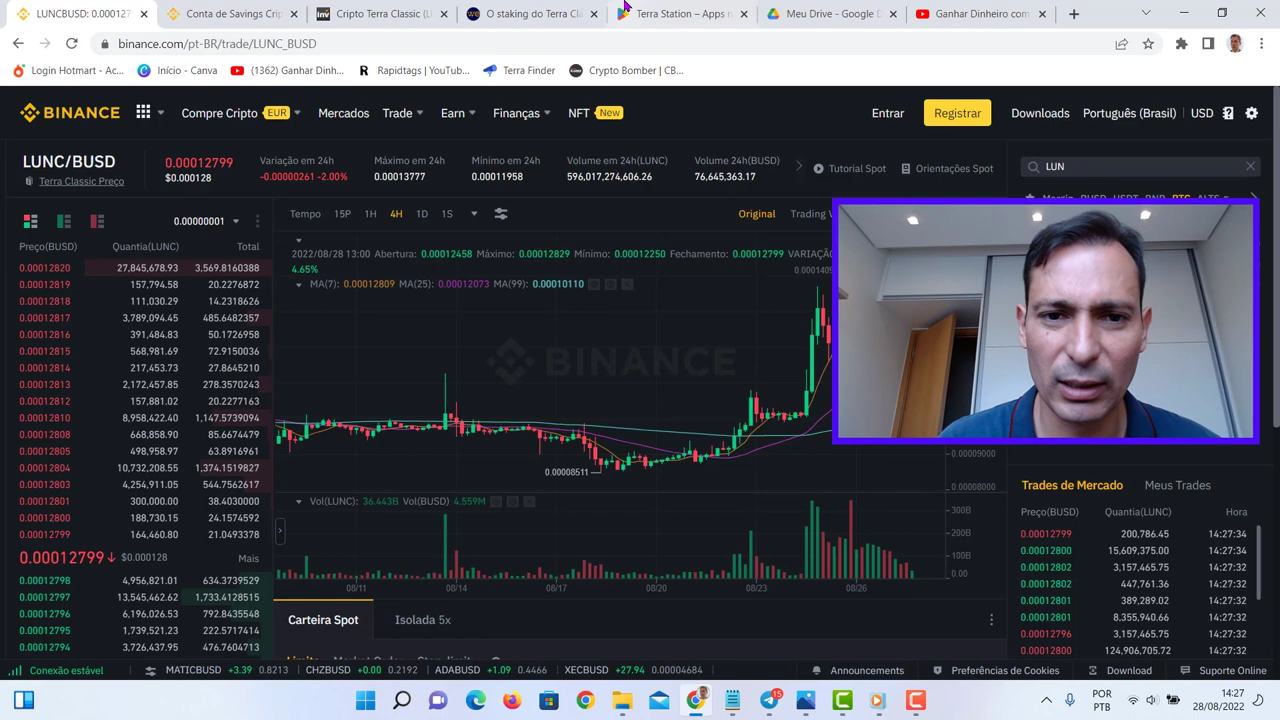 LUNC/BUSD: 0.00012
Conta de Savings Crip
Cripto Terra Classic (L
O staking do Terra Cl
Terra Station – Apps n
Meu Drive - Google D
Ganhar Dinheiro com
binance.com/pt-BR/trade/LUNC_BUSD
Login Hotmart - Ac...
Início - Canva
(1362) Ganhar Dinh...
Rapidtags | YouTub...
Terra Finder
Crypto Bomber | CB...
BINANCE
Compre Cripto
EUR
Mercados
Trade
Earn
Finanças
NFT
New
Entrar
Registrar
Downloads
Português (Brasil)
USD
LUNC/BUSD
Terra Classic Preço
0.00012799
$0.000128
Variação em 24h
-0.00000261 -2.00%
Máximo em 24h
0.00013777
Mínimo em 24h
0.00011958
Volume em 24h(LUNC)
596,017,274,606.26
Volume 24h(BUSD)
76,645,363.17
Tutorial Spot
Orientações Spot
LUN
0.00000001
Preço(BUSD) Quantia(LUNC) Total
0.00012820 27,845,678.93 3,569.8160388
0.00012819 157,794.58 20.2276872
0.00012818 111,030.29 14.2318626
0.00012817 3,789,094.45 485.6482357
0.00012816 391,484.83 50.1726958
0.00012815 568,981.69 72.9150036
0.00012814 217,453.73 27.8645210
0.00012813 2,172,457.85 278.3570243
0.00012812 157,881.02 20.2277163
0.00012810 8,958,422.40 1,147.5739094
0.00012808 668,858.90 85.6674479
0.00012805 498,958.97 63.8916961
0.00012804 10,732,208.55 1,374.1519827
0.00012803 4,254,911.05 544.7562617
0.00012801 300,000.00 38.4030000
0.00012800 188,730.15 24.1574592
0.00012799 164,460.80 21.0493378
0.00012799 $0.000128 Mais
0.00012798 4,956,821.01 634.3739529
0.00012797 13,545,462.62 1,733.4128515
0.00012796 6,196,026.53 792.8435548
0.00012795 1,739,521.23 222.5717414
0.00012794 3,726,437.95 476.7604713
Tempo 15P 1H 4H 1D 1S
Original
Trading V
2022/08/28 13:00 Abertura: 0.00012458 Máximo: 0.00012829 Mínimo: 0.00012250 Fechamento: 0.00012799 VARIAÇÃ
4.65%
MA(7): 0.00012809 MA(25): 0.00012073 MA(99): 0.00010110
BINANCE
0.00008511
0.00009000
0.00008000
Vol(LUNC): 36.443B Vol(BUSD) 4.559M
300B
200B
100B
0.00
08/11 08/14 08/17 08/20 08/23 08/26
Carteira Spot
Isolada 5x
Trades de Mercado
Meus Trades
Preço(BUSD) Quantia(LUNC) Hora
0.00012799 200,786.45 14:27:34
0.00012800 15,609,375.00 14:27:34
0.00012802 3,157,465.75 14:27:33
0.00012802 447,761.36 14:27:32
0.00012801 389,289.02 14:27:32
0.00012801 8,355,940.66 14:27:32
0.00012796 3,157,465.75 14:27:32
0.00012800 124,906,705.72 14:27:32
Conexão estável
MATICBUSD +3.39 0.8213
CHZBUSD +0.00 0.2192
ADABUSD +1.09 0.4466
XECBUSD +27.94 0.00004684
Announcements
Preferências de Cookies
Download
Suporte Online
15
POR
PTB
14:27
28/08/2022